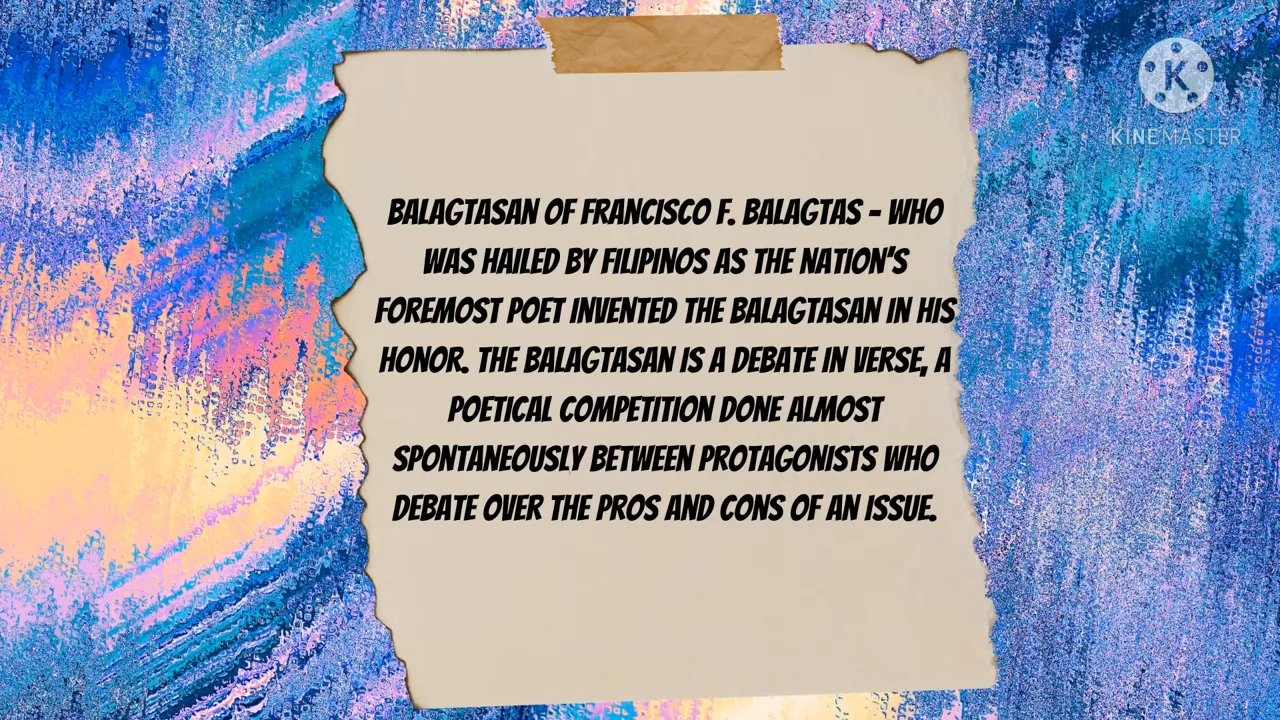 BALAGTASAN OF FRANCISCO F. BALAGTAS - WHO
WAS HAILED BY FILIPINOS AS THE NATION'S
FOREMOST POET INVENTED THE BALAGTASAN IN HIS
HONOR. THE BALAGTASAN IS A DEBATE IN VERSE, A
POETICAL COMPETITION DONE ALMOST
SPONTANEOUSLY BETWEEN PROTAGONISTS WHO
DEBATE OVER THE PROS AND CONS OF AN ISSUE.
K
KINEMASTER